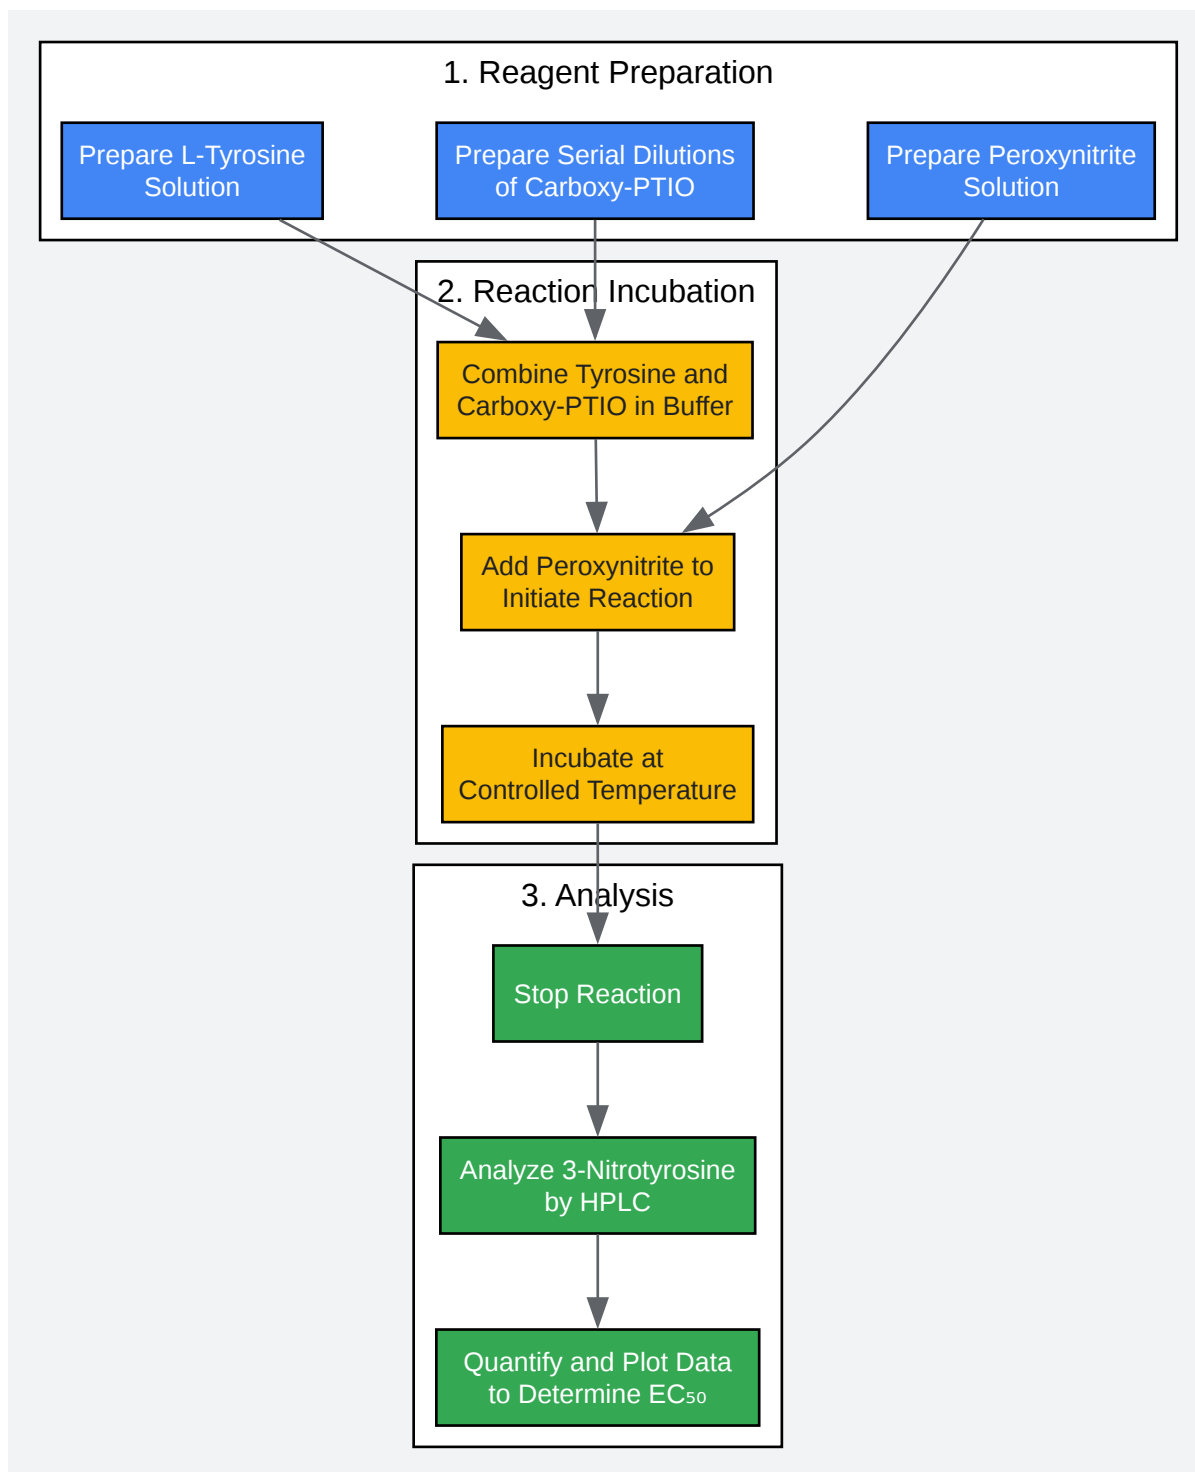 1. Reagent Preparation
Prepare L-Tyrosine
Solution
Prepare Serial Dilutions
of Carboxy-PTIO
Prepare Peroxynitrite
Solution
2. Reaction Incubation
Combine Tyrosine and
Carboxy-PTIO in Buffer
Add Peroxynitrite to
Initiate Reaction
Incubate at
Controlled Temperature
3. Analysis
Stop Reaction
Analyze 3-Nitrotyrosine
by HPLC
Quantify and Plot Data
to Determine EC₅₀